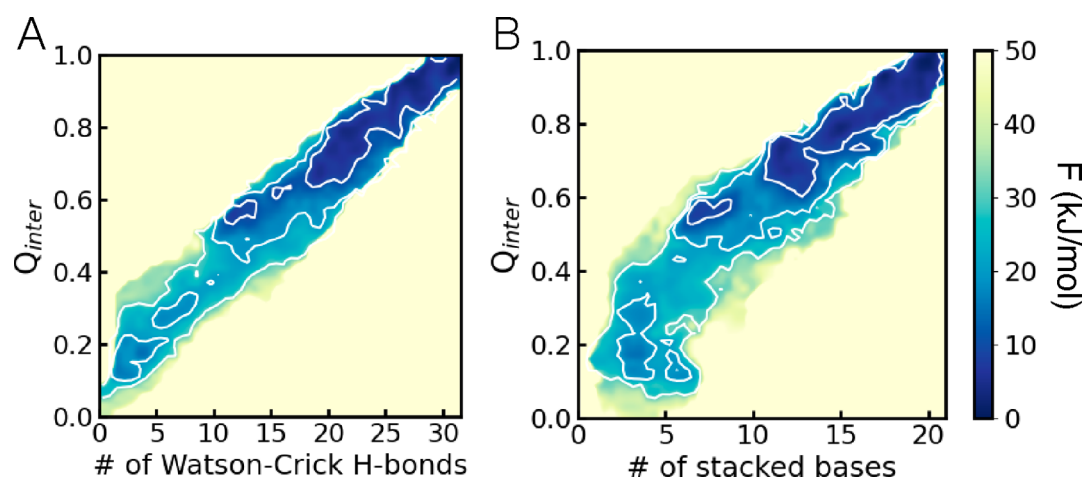 A
B
1.0
0.8
0.6
0.4
0.2
0.0
Q_inter
0 5 10 15 20 25 30
# of Watson-Crick H-bonds
1.0
0.8
0.6
0.4
0.2
0.0
Q_inter
0 5 10 15 20
# of stacked bases
50
40
30
20
10
0
F (kJ/mol)